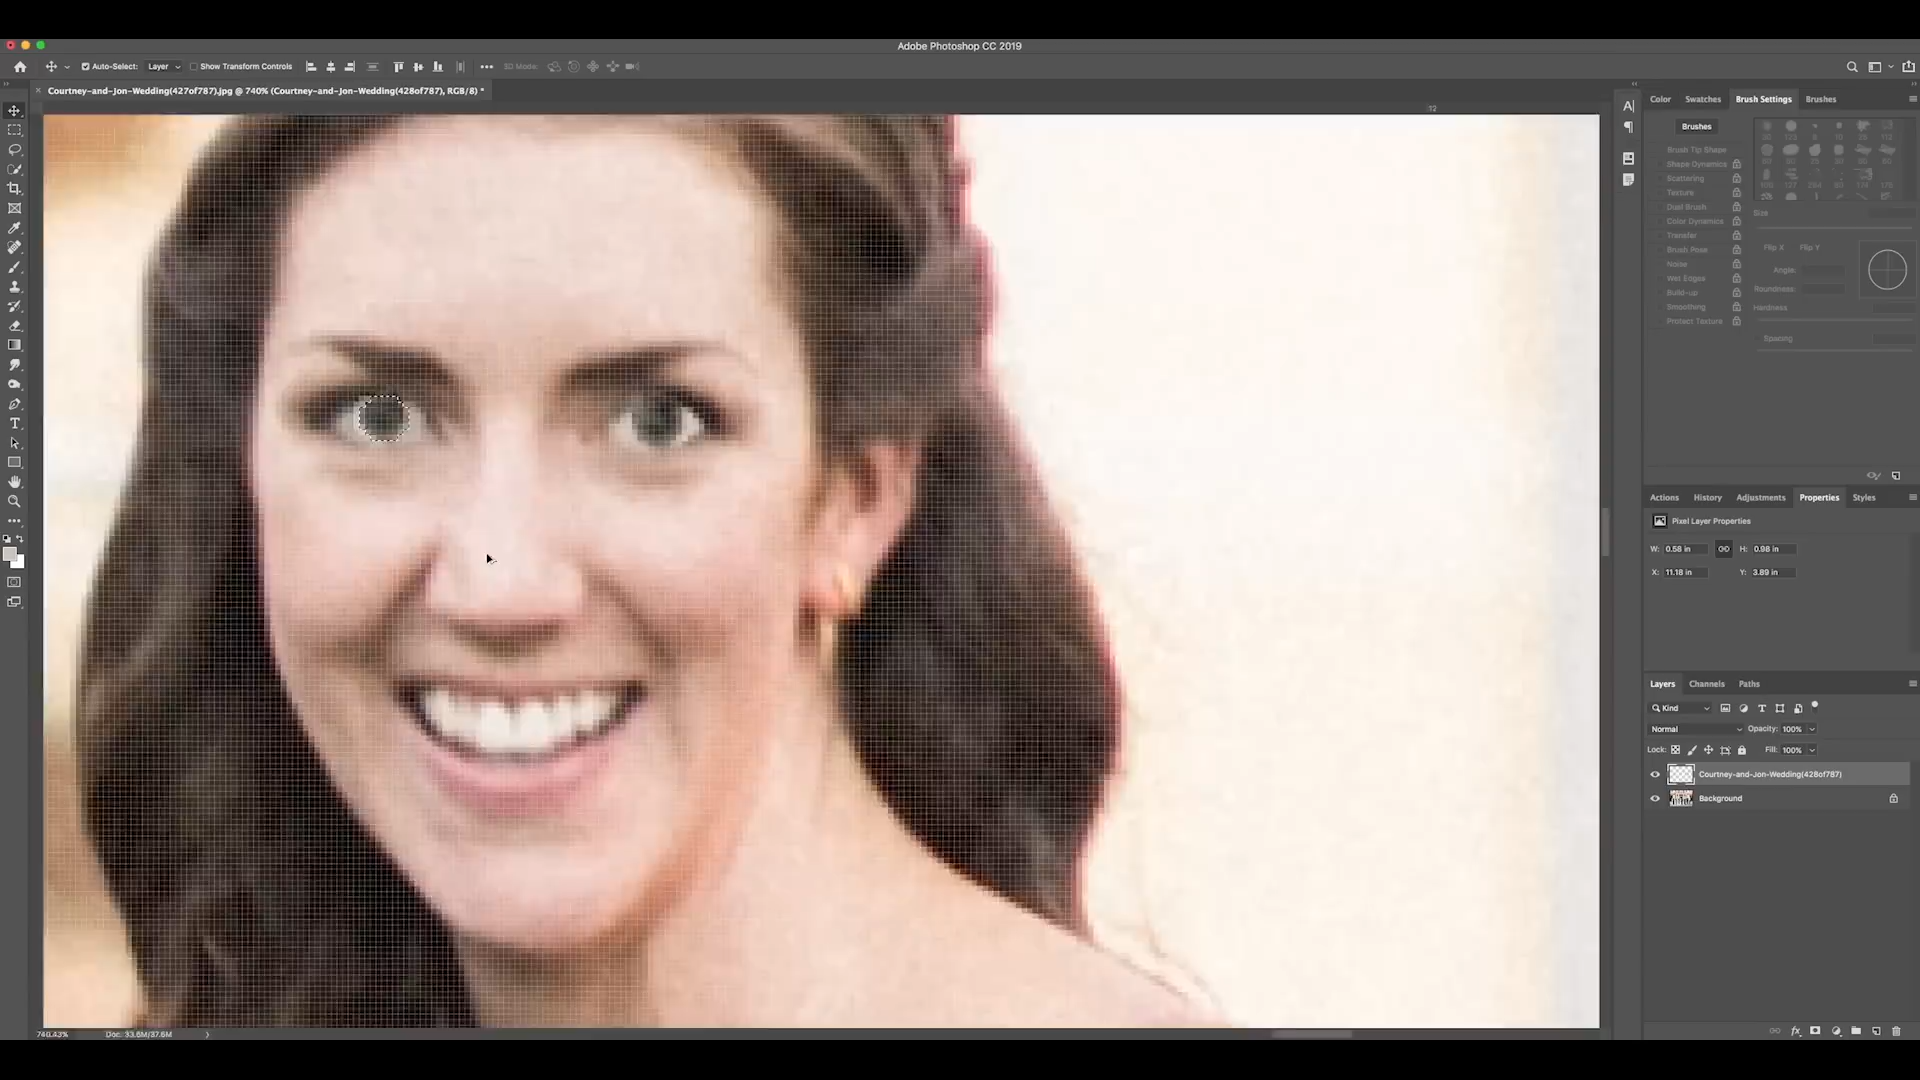 Adobe Photoshop CC 2019
Auto-Select: Layer Show Transform Controls 3D Mode:
Courtney-and-Jon-Wedding(427of787).jpg @ 740% (Courtney-and-Jon-Wedding(428of787), RGB/8) *
12
Color Swatches Brush Settings Brushes
Brushes
Brush Tip Shape
Shape Dynamics
Scattering
Texture
Dual Brush
Color Dynamics
Transfer
Brush Pose
Noise
Wet Edges
Build-up
Smoothing
Protect Texture
Size
Flip X Flip Y
Angle:
Roundness:
Hardness
Spacing
Actions History Adjustments Properties Styles
Pixel Layer Properties
W: 0.58 in H: 0.98 in
X: 11.18 in Y: 3.89 in
Layers Channels Paths
Kind
Normal Opacity: 100%
Lock: Fill: 100%
Courtney-and-Jon-Wedding(428of787)
Background
740.43% Doc: 33.6M/37.6M